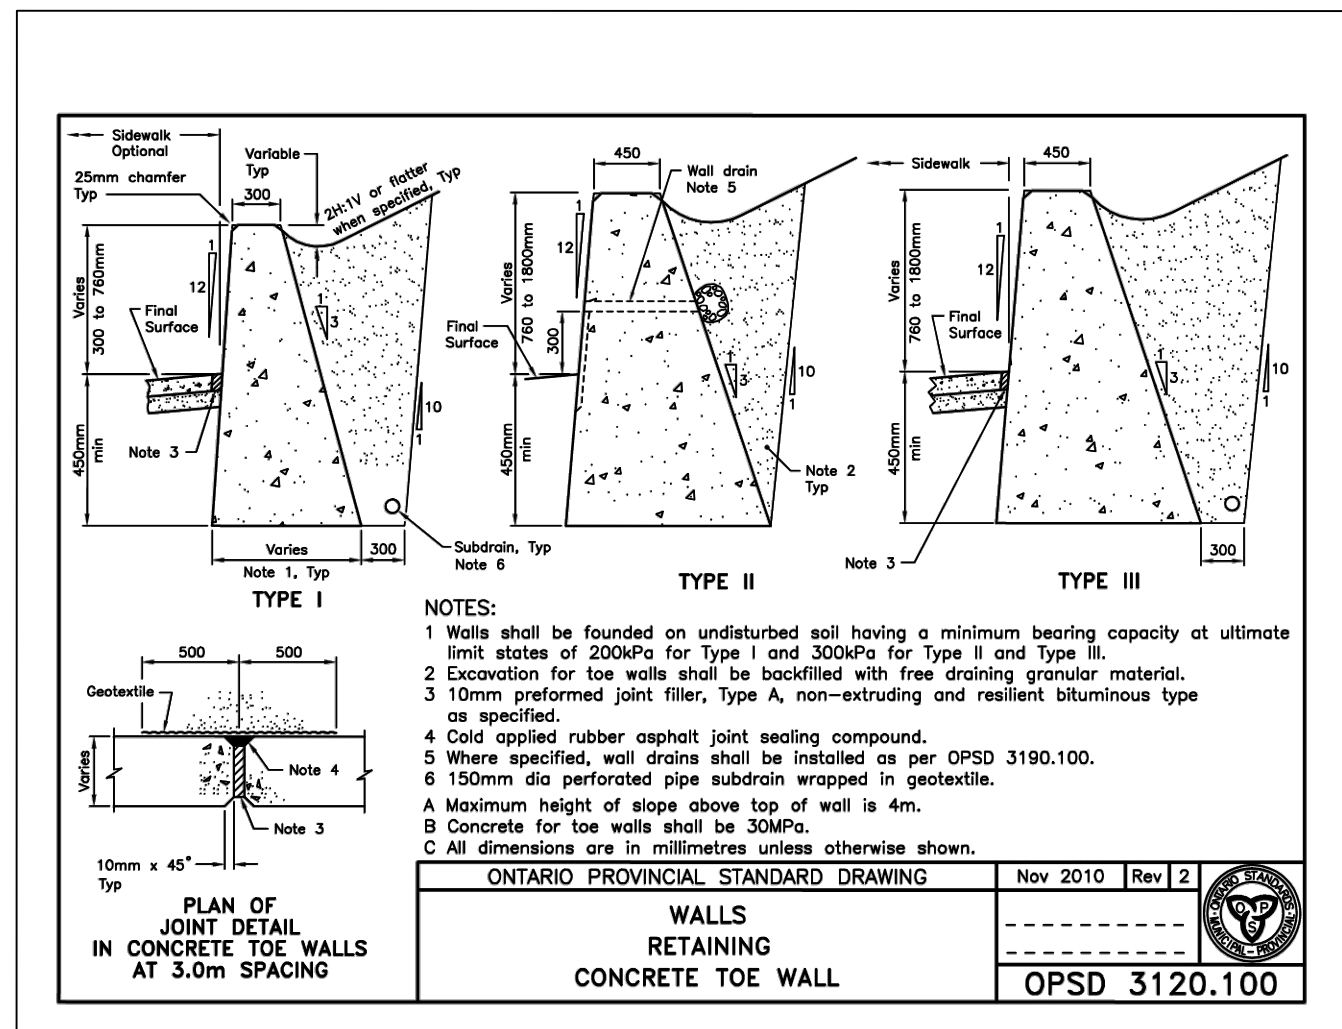 Sidewalk
Optional
Variable
Typ
25mm chamfer
Typ
300
2H:1V or flatter
when specified, Typ
1
12
Varies
300 to 760mm
1
3
Final
Surface
10
1
450mm
min
Note 3
Varies
Note 1, Typ
300
Subdrain, Typ
Note 6
TYPE I
450
Wall drain
Note 5
1
12
Varies
760 to 1800mm
Final
Surface
300
1
3
10
1
450mm
min
Note 2
Typ
TYPE II
Sidewalk
450
1
12
Varies
760 to 1800mm
Final
Surface
1
3
10
1
450mm
min
Note 3
300
TYPE III
500
500
Geotextile
Varies
Note 4
Note 3
10mm x 45°
Typ
PLAN OF
JOINT DETAIL
IN CONCRETE TOE WALLS
AT 3.0m SPACING
NOTES:
1 Walls shall be founded on undisturbed soil having a minimum bearing capacity at ultimate
limit states of 200kPa for Type I and 300kPa for Type II and Type III.
2 Excavation for toe walls shall be backfilled with free draining granular material.
3 10mm preformed joint filler, Type A, non-extruding and resilient bituminous type
as specified.
4 Cold applied rubber asphalt joint sealing compound.
5 Where specified, wall drains shall be installed as per OPSD 3190.100.
6 150mm dia perforated pipe subdrain wrapped in geotextile.
A Maximum height of slope above top of wall is 4m.
B Concrete for toe walls shall be 30MPa.
C All dimensions are in millimetres unless otherwise shown.
ONTARIO PROVINCIAL STANDARD DRAWING
Nov 2010
Rev
2
WALLS
RETAINING
CONCRETE TOE WALL
ONTARIO STANDARDS
MUNICIPAL-PROVINCIAL
O P
S
OPSD 3120.100